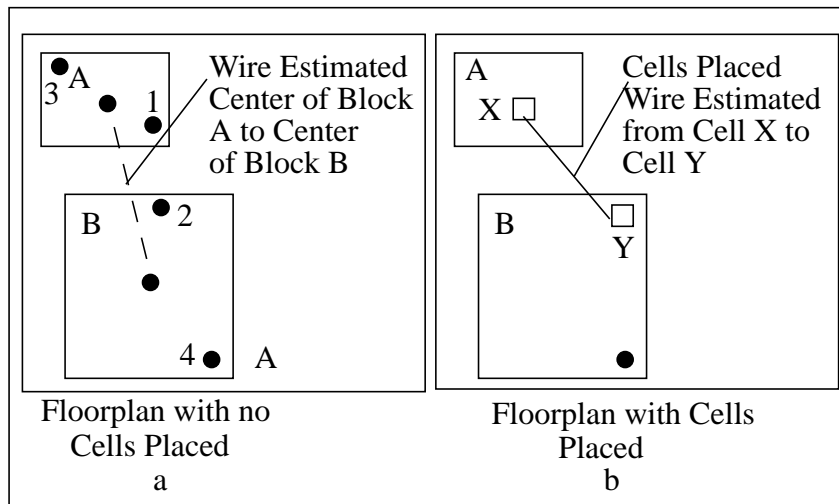 A
3
1
Wire Estimated
Center of Block
A to Center
of Block B
B
2
4
A
Floorplan with no
Cells Placed
a
A
X
Cells Placed
Wire Estimated
from Cell X to
Cell Y
B
Y
Floorplan with Cells
Placed
b